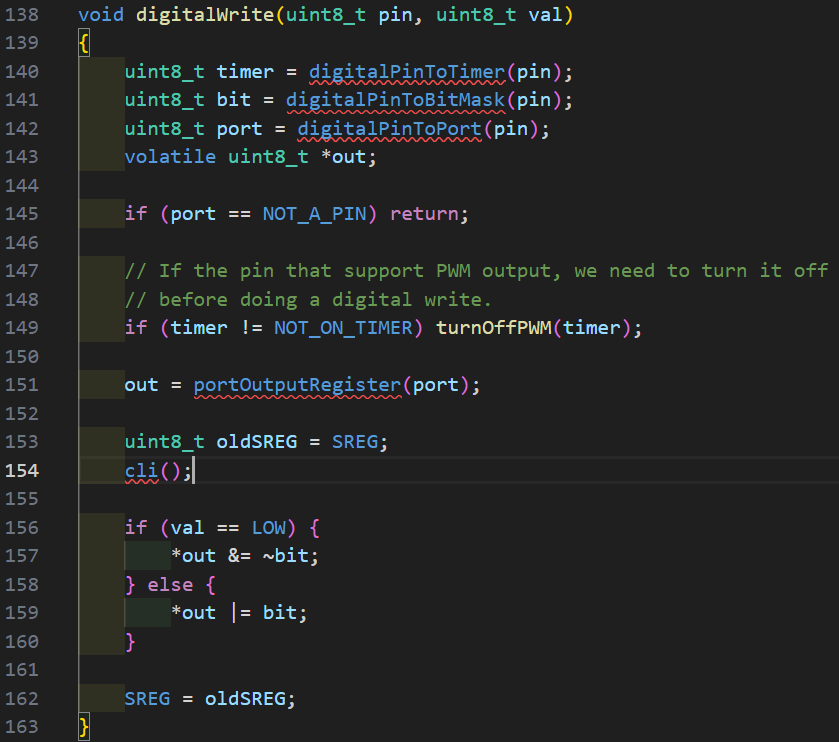 138 void digitalWrite(uint8_t pin, uint8_t val)
139 {
140 uint8_t timer = digitalPinToTimer(pin);
141 uint8_t bit = digitalPinToBitMask(pin);
142 uint8_t port = digitalPinToPort(pin);
143 volatile uint8_t *out;
144
145 if (port == NOT_A_PIN) return;
146
147 // If the pin that support PWM output, we need to turn it off
148 // before doing a digital write.
149 if (timer != NOT_ON_TIMER) turnOffPWM(timer);
150
151 out = portOutputRegister(port);
152
153 uint8_t oldSREG = SREG;
154 cli();
155
156 if (val == LOW) {
157 *out &= ~bit;
158 } else {
159 *out |= bit;
160 }
161
162 SREG = oldSREG;
163 }